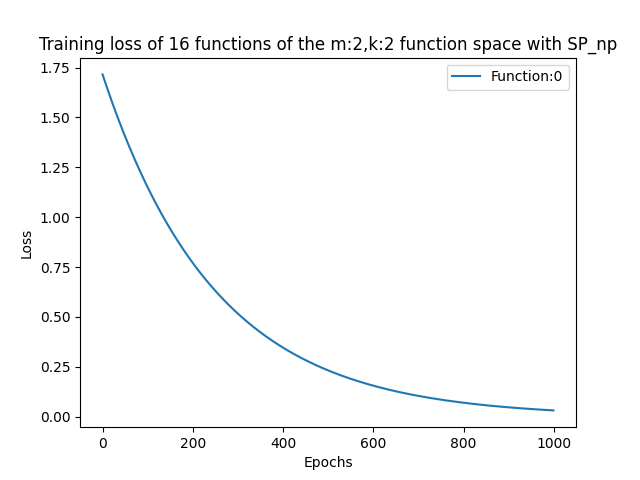 Training loss of 16 functions of the m:2,k:2 function space with SP_np
Function:0
Loss
1.75
1.50
1.25
1.00
0.75
0.50
0.25
0.00
0 200 400 600 800 1000
Epochs